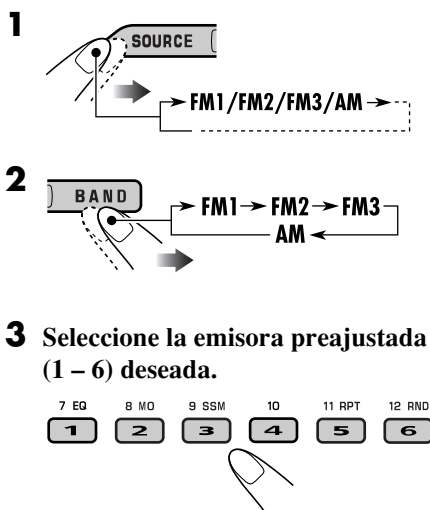 1
SOURCE
FM1/FM2/FM3/AM
2
BAND
FM1 → FM2 → FM3
AM
3 Seleccione la emisora preajustada
(1 – 6) deseada.
7 EQ 8 MO 9 SSM 10 11 RPT 12 RND
1 2 3 4 5 6